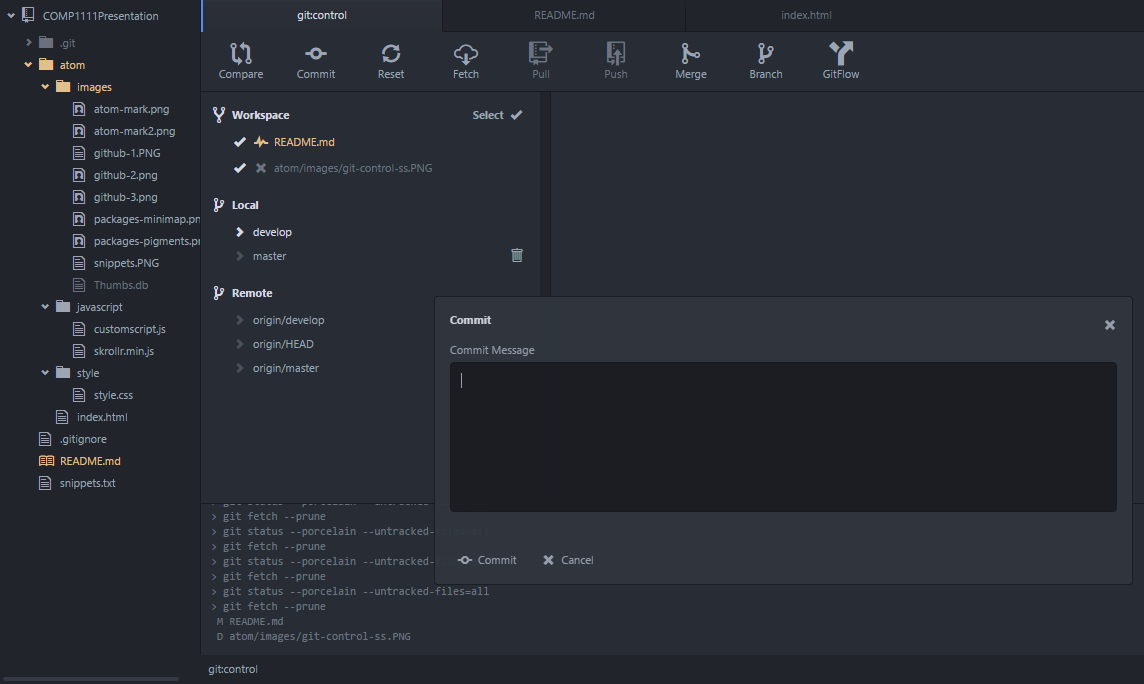 COMP1111Presentation
.git
atom
images
atom-mark.png
atom-mark2.png
github-1.PNG
github-2.png
github-3.png
packages-minimap.pn
packages-pigments.pr
snippets.PNG
Thumbs.db
javascript
customscript.js
skrollr.min.js
style
style.css
index.html
.gitignore
README.md
snippets.txt
git:control README.md index.html
Compare Commit Reset Fetch Pull Push Merge Branch GitFlow
Workspace Select
README.md
atom/images/git-control-ss.PNG
Local
develop
master
Remote
origin/develop
origin/HEAD
origin/master
Commit
Commit Message
Commit Cancel
> git status --porcelain --untracked-
> git fetch --prune
> git status --porcelain --untracked-
> git fetch --prune
> git status --porcelain --untracked-
> git fetch --prune
> git status --porcelain --untracked-files=all
> git fetch --prune
M README.md
D atom/images/git-control-ss.PNG
git:control